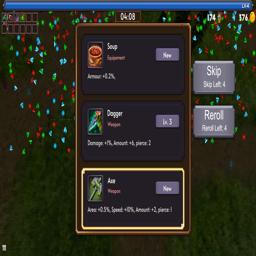 LV 4
04:08
174
376
Soup
Equipment
New
Armour: +0.2%,
Dagger
Weapon
Lv. 3
Damage: +1%, Amount: +6, pierce: 2
Axe
Weapon
New
Area: +0.5%, Speed: +10%, Amount: +2, pierce: 1
Skip
Skip Left: 4
Reroll
Reroll Left: 4